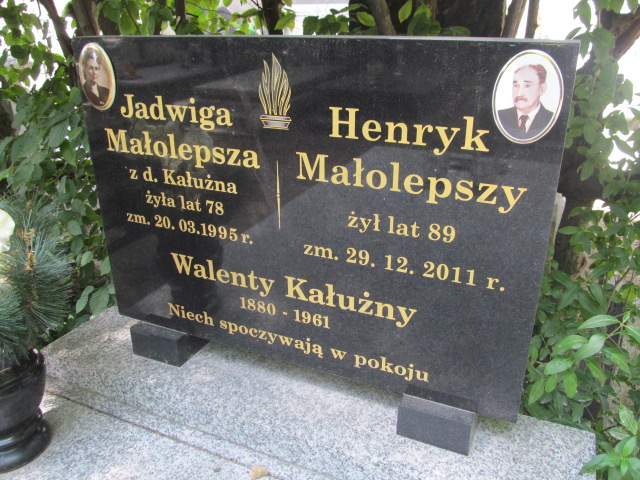 Jadwiga
Małolepsza
z d. Kałużna
żyła lat 78
zm. 20.03.1995 r.
Henryk
Małolepszy
żył lat 89
zm. 29. 12. 2011 r.
Walenty Kałużny
1880 - 1961
Niech spoczywają w pokoju